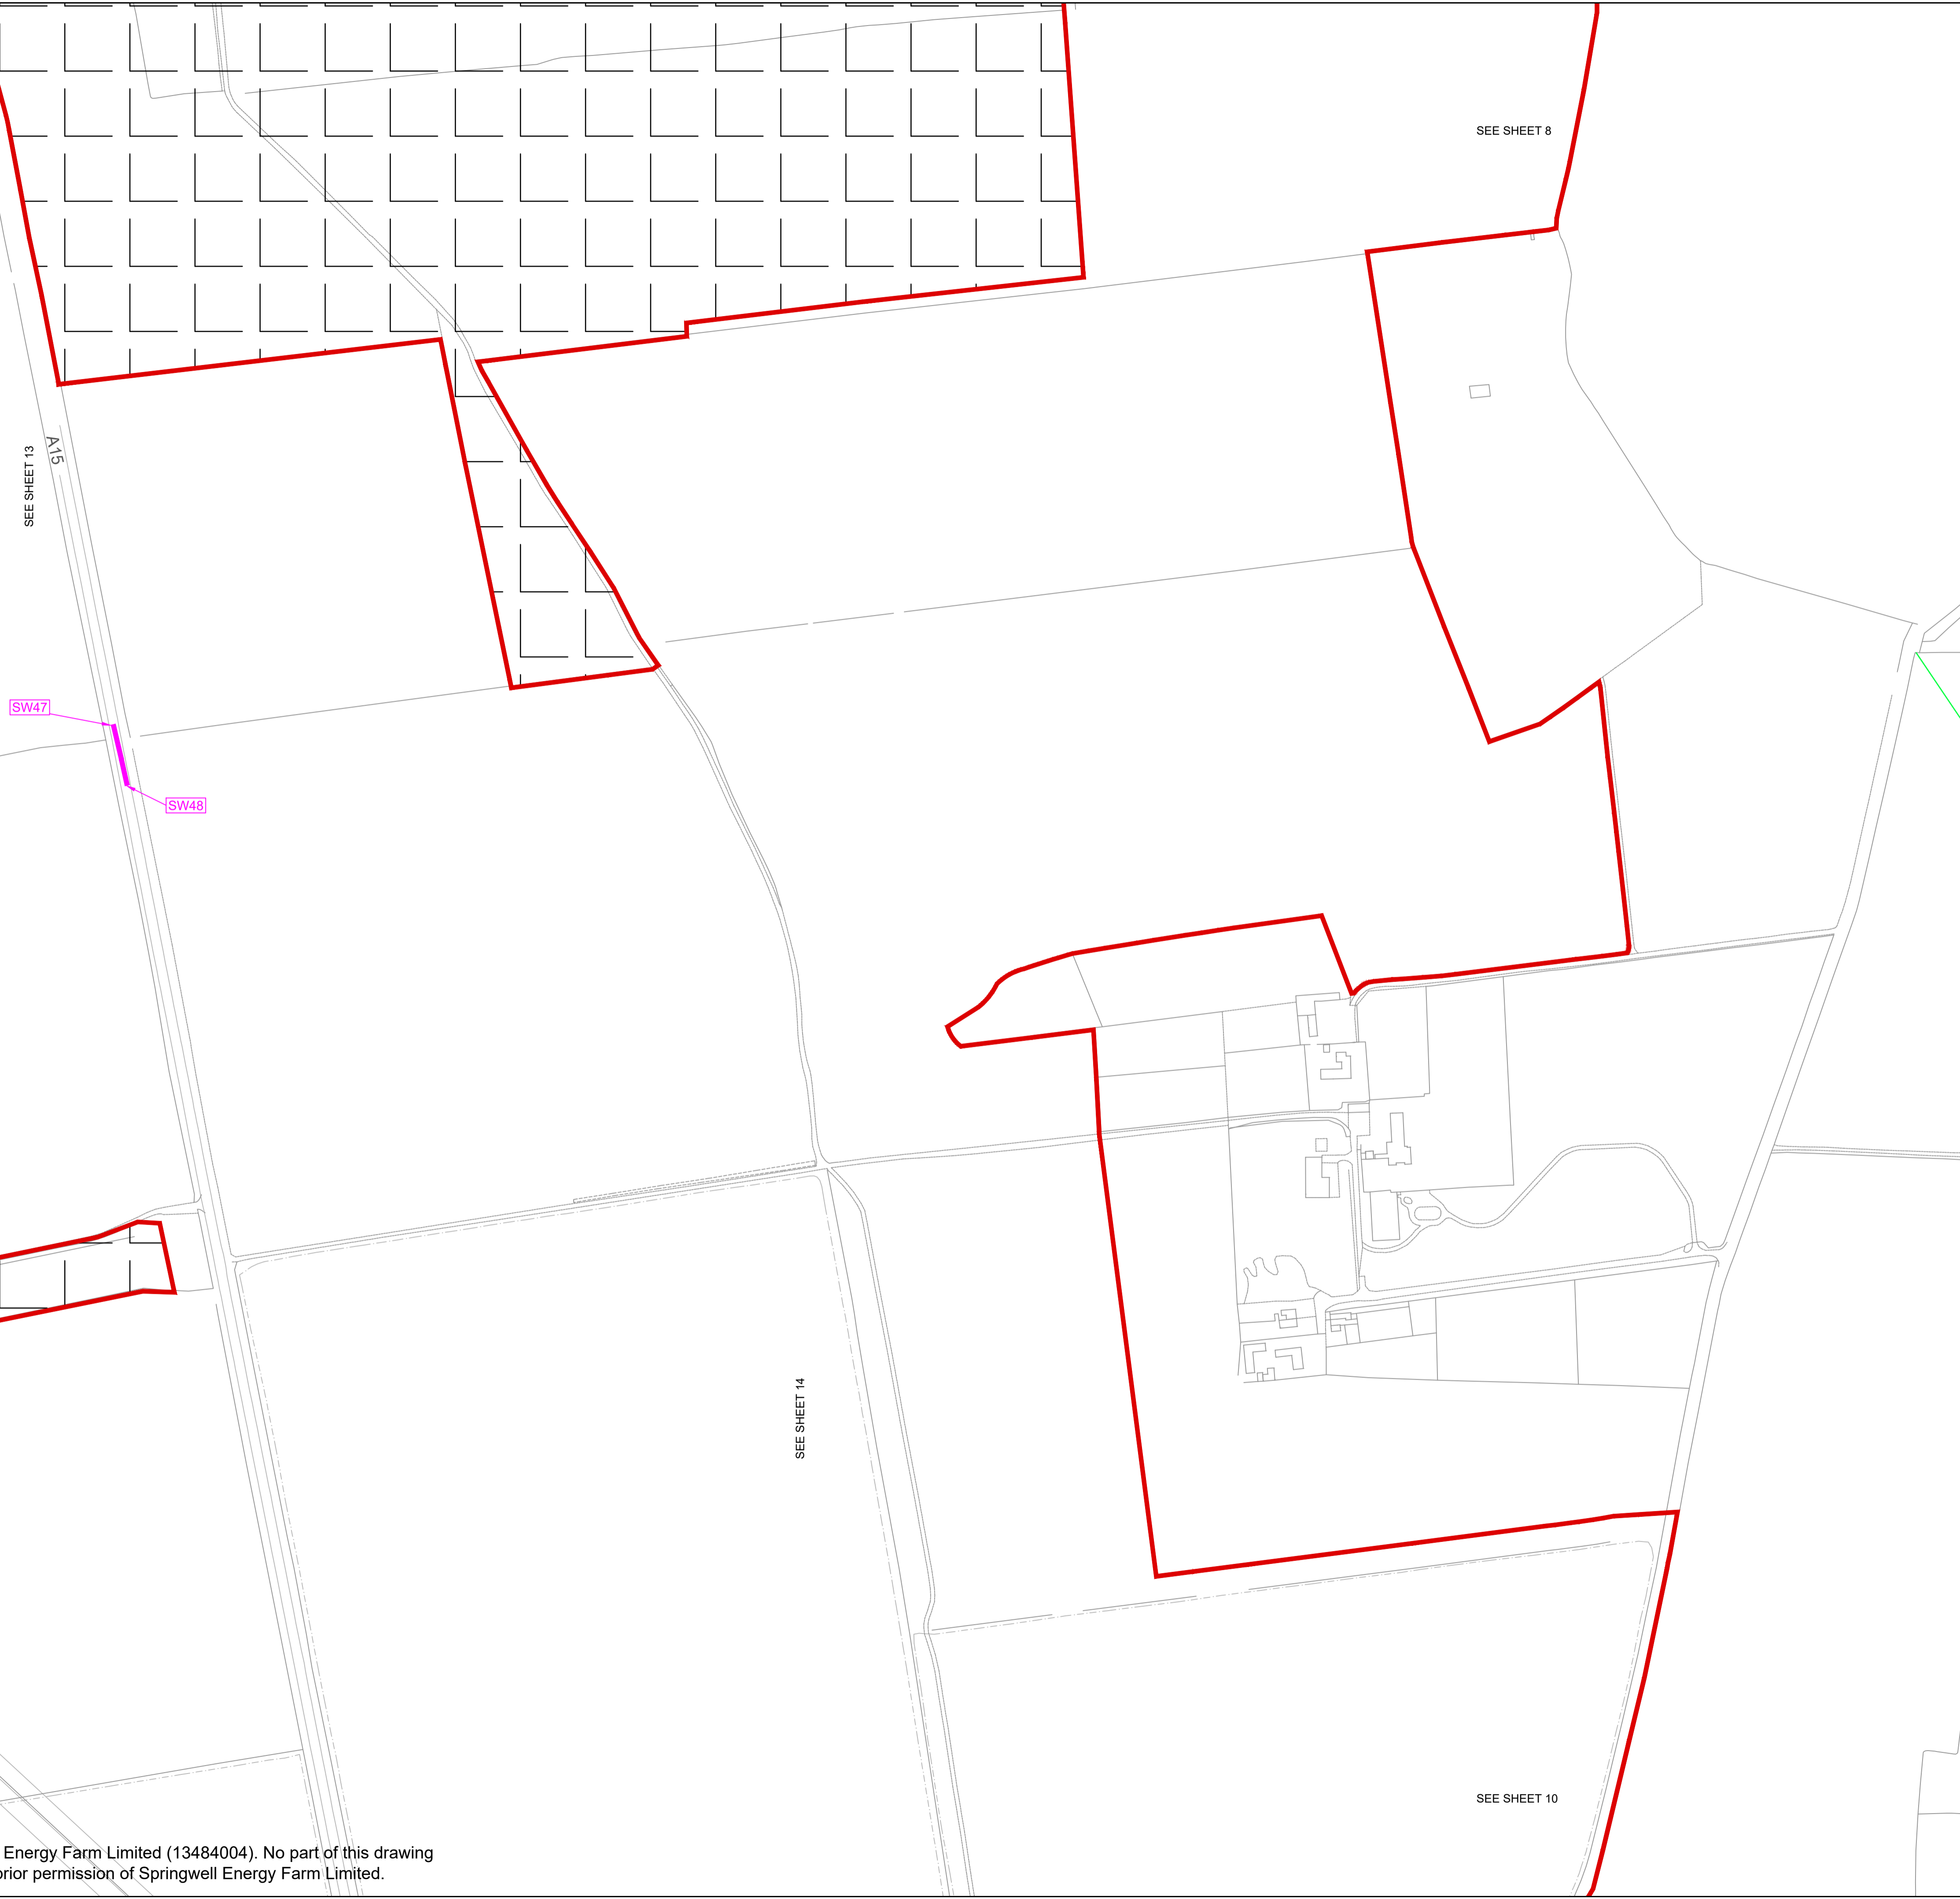 SEE SHEET 8
A15
SEE SHEET 13
SW47
SW48
SEE SHEET 14
SEE SHEET 10
Energy Farm Limited (13484004). No part of this drawing
prior permission of Springwell Energy Farm Limited.